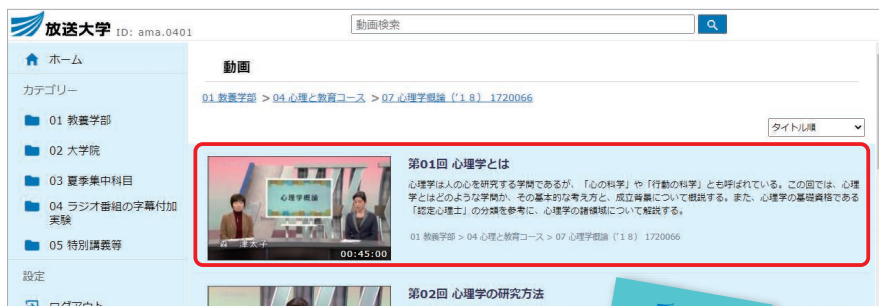 放送大学 ID: ama.0401
動画検索
ホーム
カテゴリー
01 教養学部
02 大学院
03 夏季集中科目
04 ラジオ番組の字幕付加
実験
05 特別講義等
設定
ログアウト
動画
01 教養学部 > 04 心理と教育コース > 07 心理学概論（'１８） 1720066
タイトル順
心理学概論
森 津太子
00:45:00
第01回 心理学とは
心理学は人の心を研究する学問であるが、「心の科学」や「行動の科学」とも呼ばれている。この回では、心理
学とはどのような学問か、その基本的な考え方と、成立背景について概説する。また、心理学の基礎資格である
「認定心理士」の分類を参考に、心理学の諸領域について解説する。
01 教養学部 > 04 心理と教育コース > 07 心理学概論（'１８） 1720066
第02回 心理学の研究方法